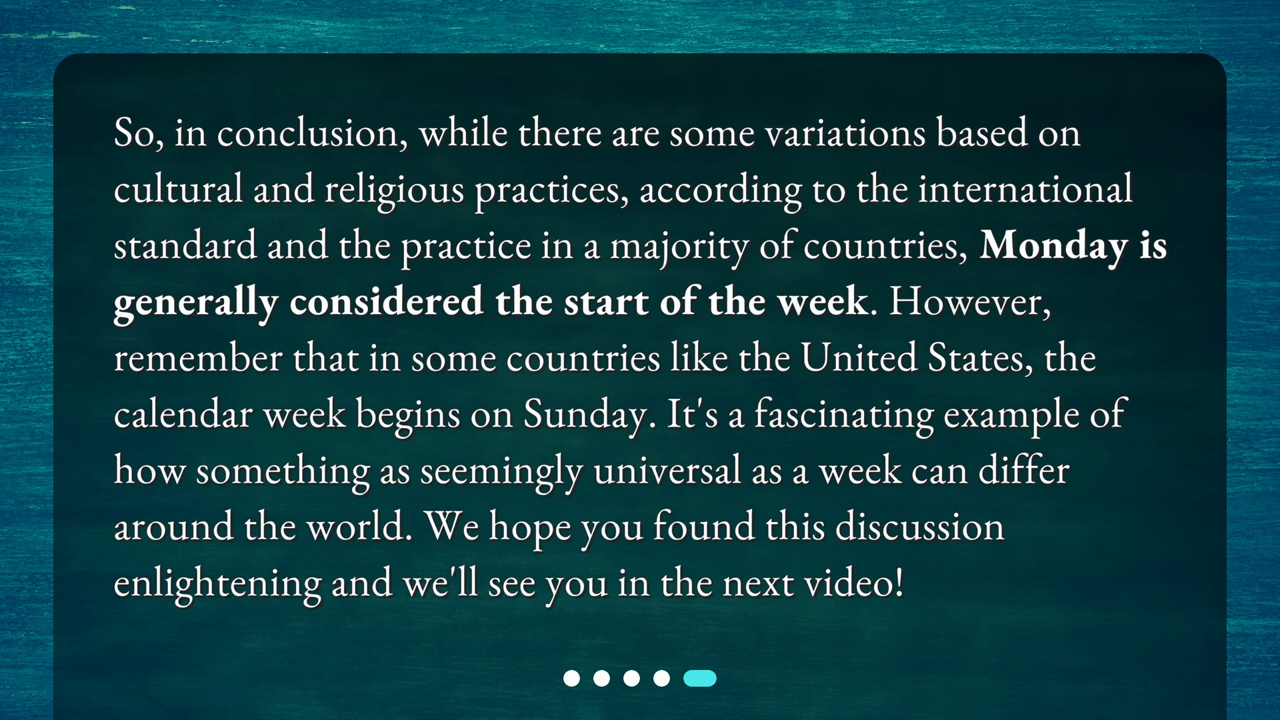 So, in conclusion, while there are some variations based on
cultural and religious practices, according to the international
standard and the practice in a majority of countries, Monday is
generally considered the start of the week. However,
remember that in some countries like the United States, the
calendar week begins on Sunday. It's a fascinating example of
how something as seemingly universal as a week can differ
around the world. We hope you found this discussion
enlightening and we'll see you in the next video!